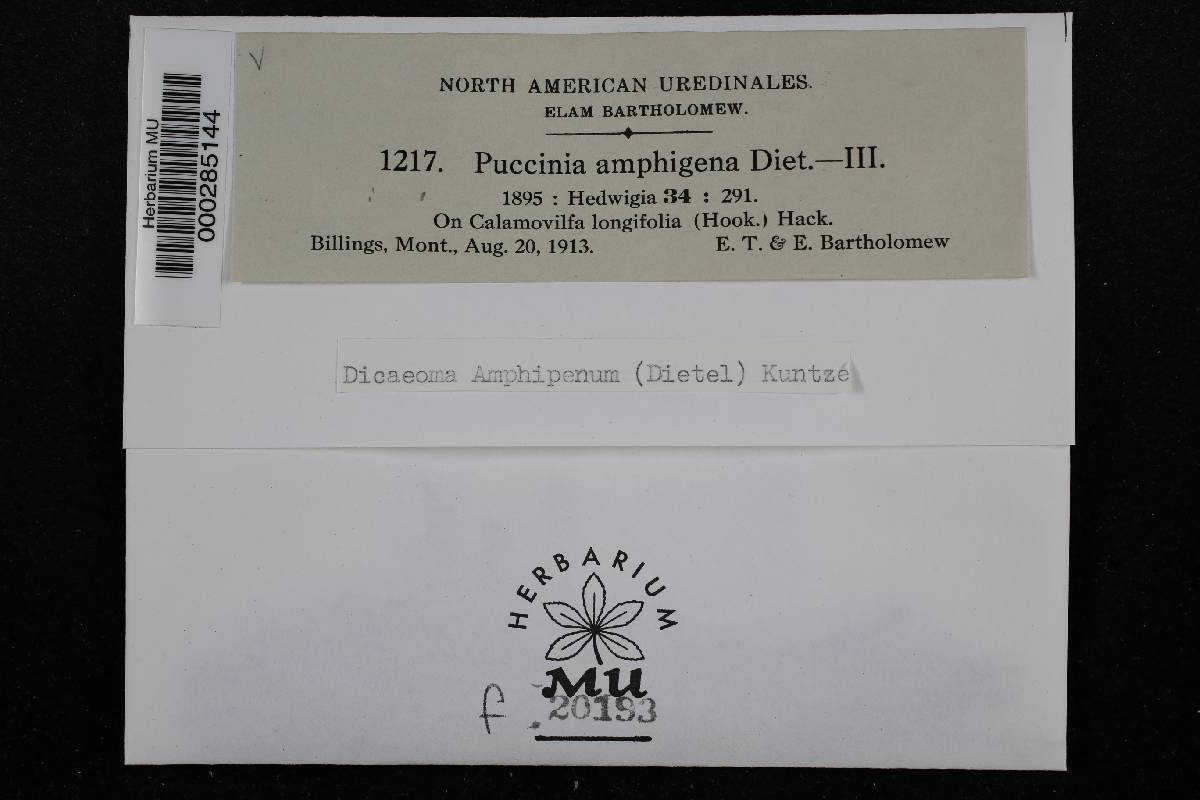 Herbarium MU
000285144
NORTH AMERICAN UREDINALES.
ELAM BARTHOLOMEW.
1217. Puccinia amphigena Diet.—III.
1895 : Hedwigia 34 : 291.
On Calamovilfa longifolia (Hook.) Hack.
Billings, Mont., Aug. 20, 1913. E. T. & E. Bartholomew
Dicaeoma Amphipenum (Dietel) Kuntzé
HERBARIUM
MU
f 20193